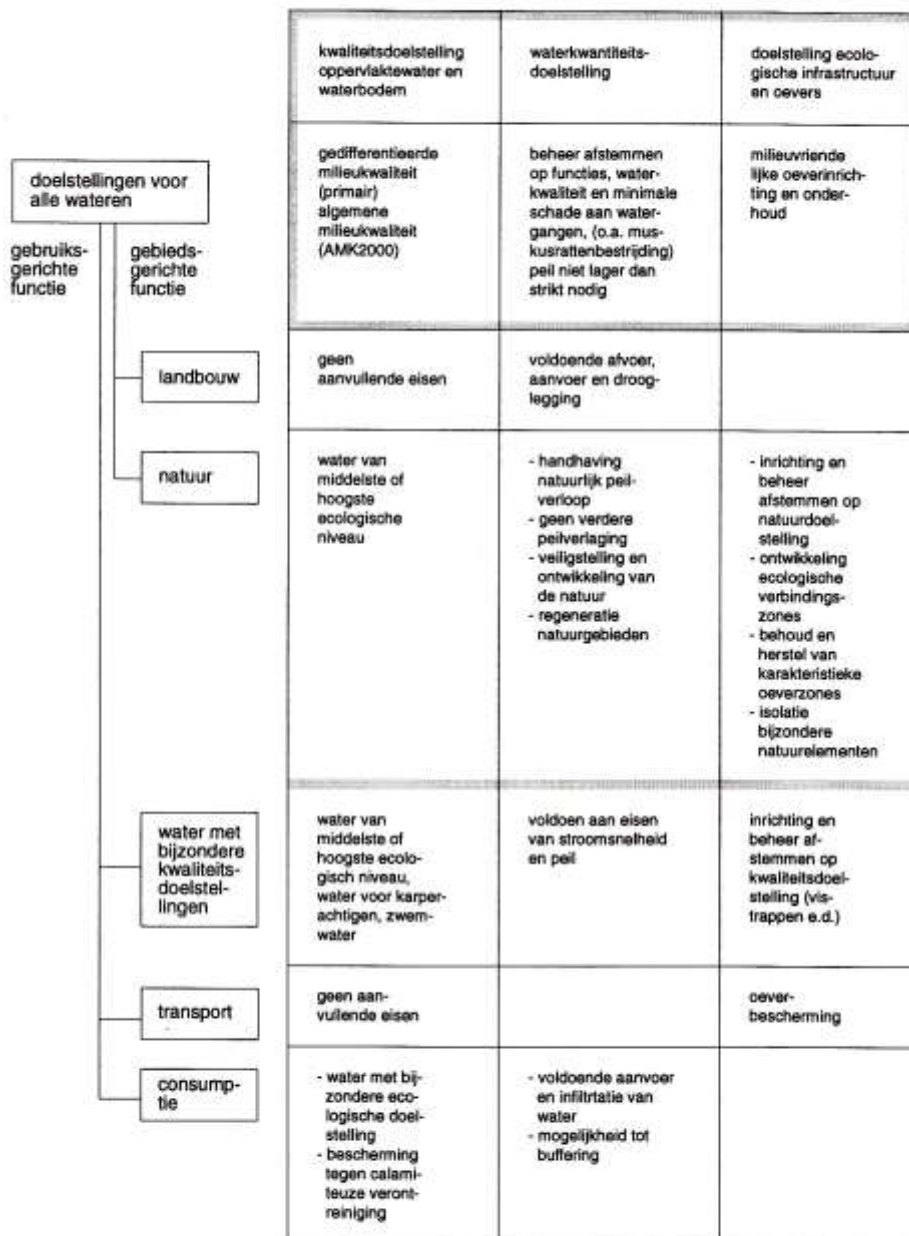 kwaliteitsdoelstelling
oppervlaktewater en
waterbodem
waterkwantiteits-
doelstelling
doelstelling ecolo-
gische infrastructuur
en oevers
doelstellingen voor
alle wateren
gedifferentieerde
milieukwaliteit
(primair)
algemene
milieukwaliteit
(AMK2000)
beheer afstemmen
op functies, water-
kwaliteit en minimale
schade aan water-
gangen, (o.a. mus-
kusrattenbestrijding)
peil niet lager dan
strikt nodig
milieuvriende
lijke oeverinrich-
ting en onder-
houd
gebruiks-
gerichte
functie
gebieds-
gerichte
functie
landbouw
geen
aanvullende eisen
voldoende afvoer,
aanvoer en droog-
legging
natuur
water van
middelste of
hoogste
ecologische
niveau
- handhaving
natuurlijk peil-
verloop
- geen verdere
peilverlaging
- veiligstelling en
ontwikkeling van
de natuur
- regeneratie
natuurgebieden
- inrichting en
beheer
afstemmen op
natuurdoel-
stelling
- ontwikkeling
ecologische
verbindings-
zones
- behoud en
herstel van
karakteristieke
oeverzones
- isolatie
bijzondere
natuurelementen
water met
bijzondere
kwaliteits-
doelstel-
lingen
water van
middelste of
hoogste ecolo-
gisch niveau,
water voor karper-
achtigen, zwem-
water
voldoen aan eisen
van stroomsnelheid
en peil
inrichting en
beheer af-
stemmen op
kwaliteitsdoel-
stelling (vis-
trappen e.d.)
transport
geen aan-
vullende eisen
oever-
bescherming
consump-
tie
- water met bij-
zondere eco-
logische doel-
stelling
- bescherming
tegen calami-
teuze veront-
reiniging
- voldoende aanvoer
en infiltrtatie van
water
- mogelijkheid tot
buffering